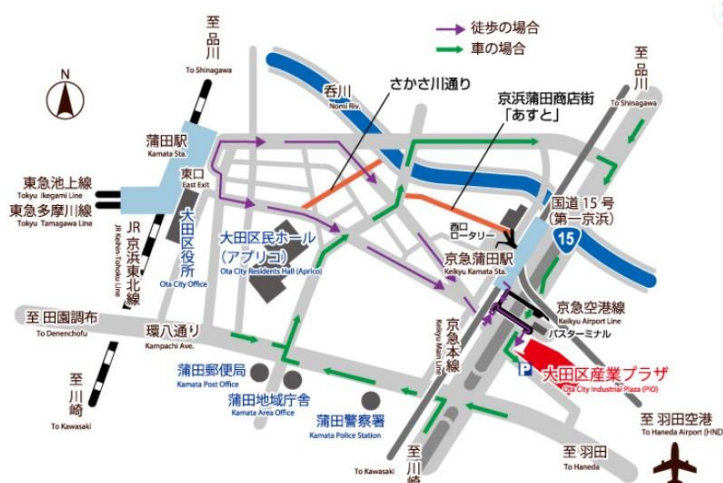 徒歩の場合
車の場合
至 品川
To Shinagawa
N
呑川
Nomi Riv.
さかさ川通り
京浜蒲田商店街
「あすと」
至 品川
To Shinagawa
蒲田駅
Kamata Sta.
東口
East Exit
東急池上線
Tokyu Ikegami Line
東急多摩川線
Tokyu Tamagawa Line
JR 京浜東北線
JR Keihin-Tohoku Line
大田区役所
Ota City Office
大田区民ホール
(アプリコ)
Ota City Residents Hall (Aprico)
西口
ロータリー
国道 15 号
(第一京浜)
15
京急蒲田駅
Keikyu Kamata Sta.
京急空港線
Keikyu Airport Line
バスターミナル
至 田園調布
To Denenchofu
環八通り
Kampachi Ave.
京急本線
Keikyu Main Line
P
大田区産業プラザ
Ota City Industrial Plaza (PiO)
蒲田郵便局
Kamata Post Office
蒲田地域庁舎
Kamata Area Office
蒲田警察署
Kamata Police Station
至 川崎
To Kawasaki
To Kawasaki
至 川崎
至 羽田
To Haneda
至 羽田空港
To Haneda Airport (HND)